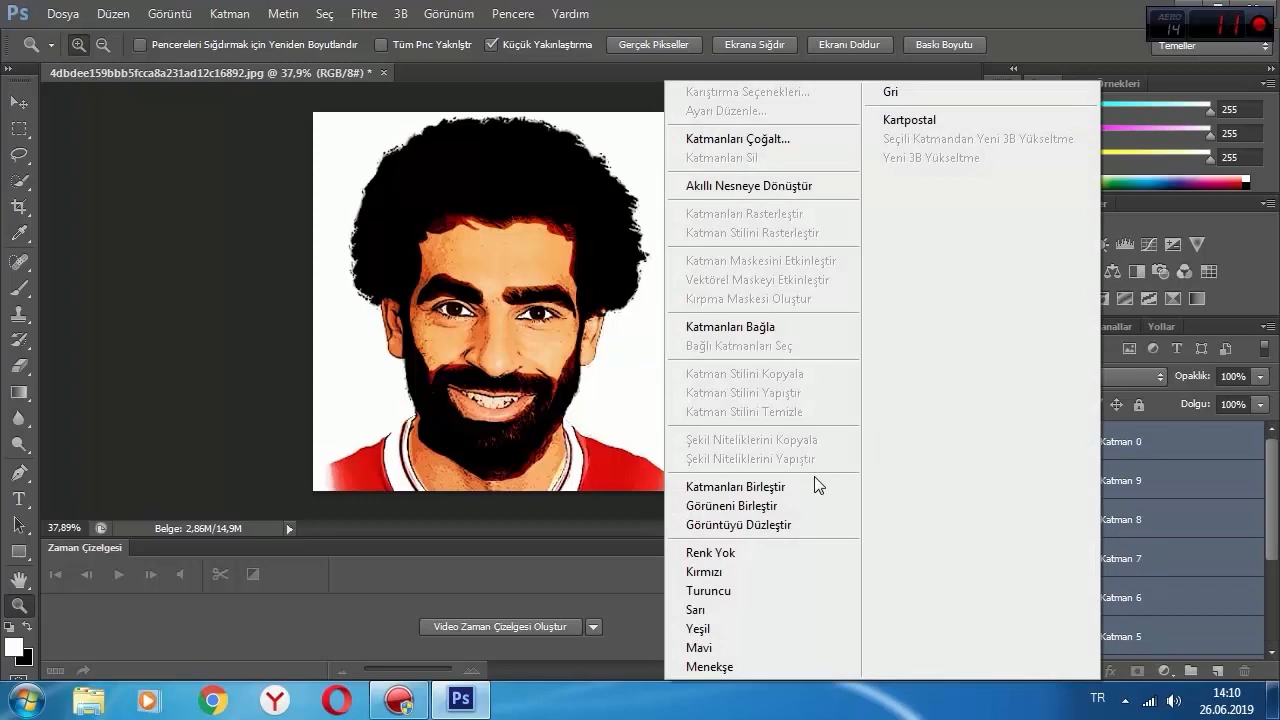 Ps Dosya Düzen Görüntü Katman Metin Seç Filtre 3B Görünüm Pencere Yardım
AERO 14 11
Pencereleri Sığdırmak için Yeniden Boyutlandır Tüm Pnc Yaknlştr Küçük Yakınlaştırma Gerçek Pikseller Ekrana Sığdır Ekranı Doldur Baskı Boyutu Temeller
4dbdee159bbb5fcca8a231ad12c16892.jpg @ 37,9% (RGB/8#) * ×
Karıştırma Seçenekleri...
Ayarı Düzenle...
Katmanları Çoğalt...
Katmanları Sil
Akıllı Nesneye Dönüştür
Katmanları Rasterleştir
Katman Stilini Rasterleştir
Katman Maskesini Etkinleştir
Vektörel Maskeyi Etkinleştir
Kırpma Maskesi Oluştur
Katmanları Bağla
Bağlı Katmanları Seç
Katman Stilini Kopyala
Katman Stilini Yapıştır
Katman Stilini Temizle
Şekil Niteliklerini Kopyala
Şekil Niteliklerini Yapıştır
Katmanları Birleştir
Görüneni Birleştir
Görüntüyü Düzleştir
Renk Yok
Kırmızı
Turuncu
Sarı
Yeşil
Mavi
Menekşe
Gri
Kartpostal
Seçili Katmandan Yeni 3B Yükseltme
Yeni 3B Yükseltme
Örnekleri
255
255
255
Yollar
Opaklık: 100%
Dolgu: 100%
Katman 0
Katman 9
Katman 8
Katman 7
Katman 6
Katman 5
37,89% Belge: 2,86M/14,9M
Zaman Çizelgesi
Video Zaman Çizelgesi Oluştur
TR 14:10
26.06.2019